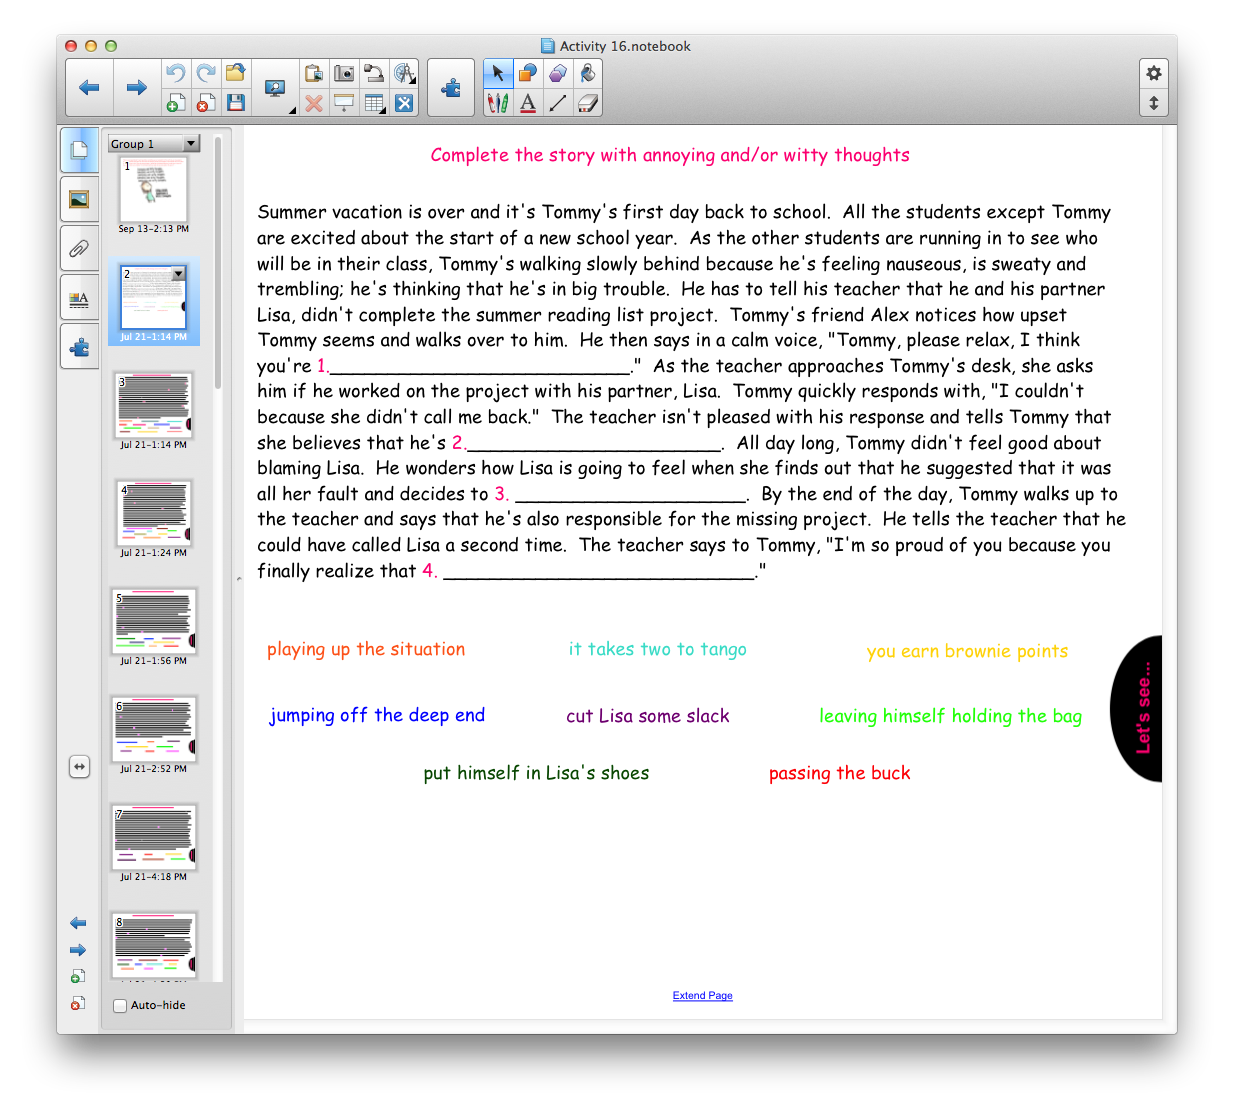 Activity 16.notebook
Group 1
1
Sep 13-2:13 PM
2
Jul 21-1:14 PM
3
Jul 21-1:14 PM
4
Jul 21-1:24 PM
5
Jul 21-1:56 PM
6
Jul 21-2:52 PM
7
Jul 21-4:18 PM
8
Auto-hide
Complete the story with annoying and/or witty thoughts
Summer vacation is over and it's Tommy's first day back to school.  All the students except Tommy
are excited about the start of a new school year.  As the other students are running in to see who
will be in their class, Tommy's walking slowly behind because he's feeling nauseous, is sweaty and
trembling; he's thinking that he's in big trouble.  He has to tell his teacher that he and his partner
Lisa, didn't complete the summer reading list project.  Tommy's friend Alex notices how upset
Tommy seems and walks over to him.  He then says in a calm voice, "Tommy, please relax, I think
you're 1.__________________________."  As the teacher approaches Tommy's desk, she asks
him if he worked on the project with his partner, Lisa.  Tommy quickly responds with, "I couldn't
because she didn't call me back."  The teacher isn't pleased with his response and tells Tommy that
she believes that he's 2.______________________.  All day long, Tommy didn't feel good about
blaming Lisa.  He wonders how Lisa is going to feel when she finds out that he suggested that it was
all her fault and decides to 3. ____________________.  By the end of the day, Tommy walks up to
the teacher and says that he's also responsible for the missing project.  He tells the teacher that he
could have called Lisa a second time.  The teacher says to Tommy, "I'm so proud of you because you
finally realize that 4. ___________________________."
playing up the situation
it takes two to tango
you earn brownie points
jumping off the deep end
cut Lisa some slack
leaving himself holding the bag
put himself in Lisa's shoes
passing the buck
Let's see...
Extend Page